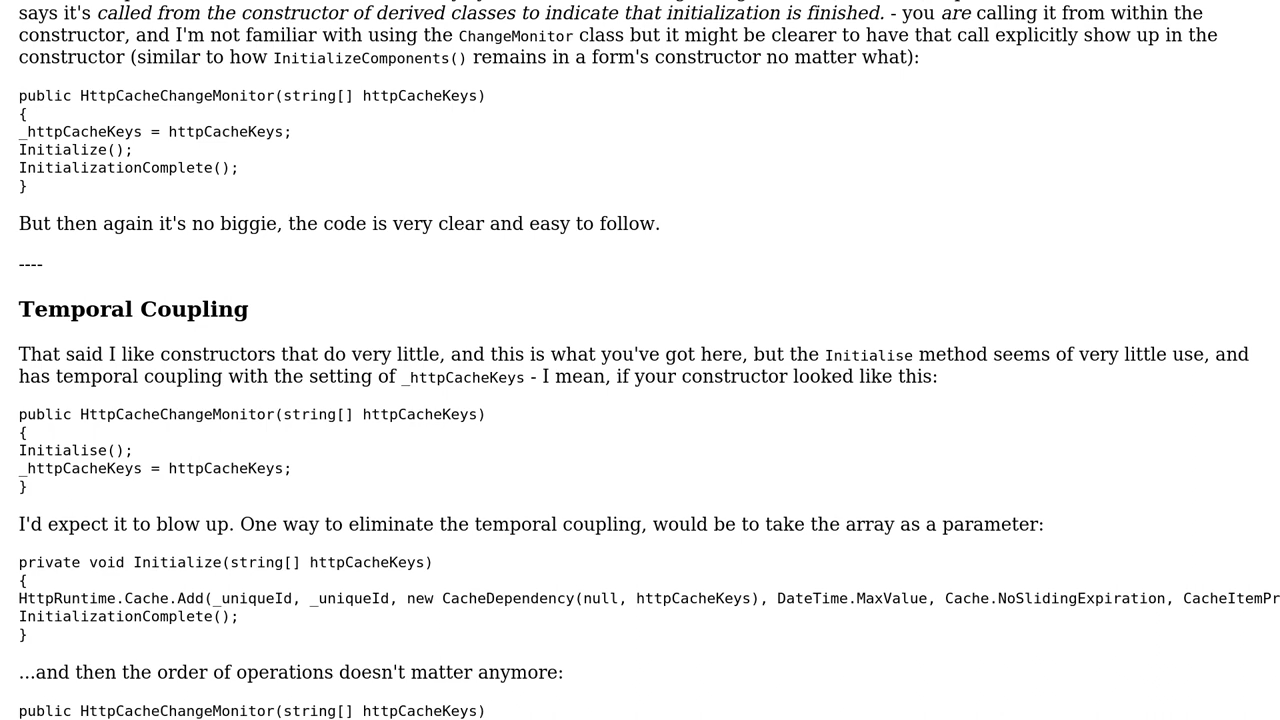 says it's called from the constructor of derived classes to indicate that initialization is finished. - you are calling it from within the
constructor, and I'm not familiar with using the ChangeMonitor class but it might be clearer to have that call explicitly show up in the
constructor (similar to how InitializeComponents() remains in a form's constructor no matter what):
public HttpCacheChangeMonitor(string[] httpCacheKeys)
{
_httpCacheKeys = httpCacheKeys;
Initialize();
InitializationComplete();
}
But then again it's no biggie, the code is very clear and easy to follow.
----
Temporal Coupling
That said I like constructors that do very little, and this is what you've got here, but the Initialise method seems of very little use, and
has temporal coupling with the setting of _httpCacheKeys - I mean, if your constructor looked like this:
public HttpCacheChangeMonitor(string[] httpCacheKeys)
{
Initialise();
_httpCacheKeys = httpCacheKeys;
}
I'd expect it to blow up. One way to eliminate the temporal coupling, would be to take the array as a parameter:
private void Initialize(string[] httpCacheKeys)
{
HttpRuntime.Cache.Add(_uniqueId, _uniqueId, new CacheDependency(null, httpCacheKeys), DateTime.MaxValue, Cache.NoSlidingExpiration, CacheItemPr
InitializationComplete();
}
...and then the order of operations doesn't matter anymore:
public HttpCacheChangeMonitor(string[] httpCacheKeys)